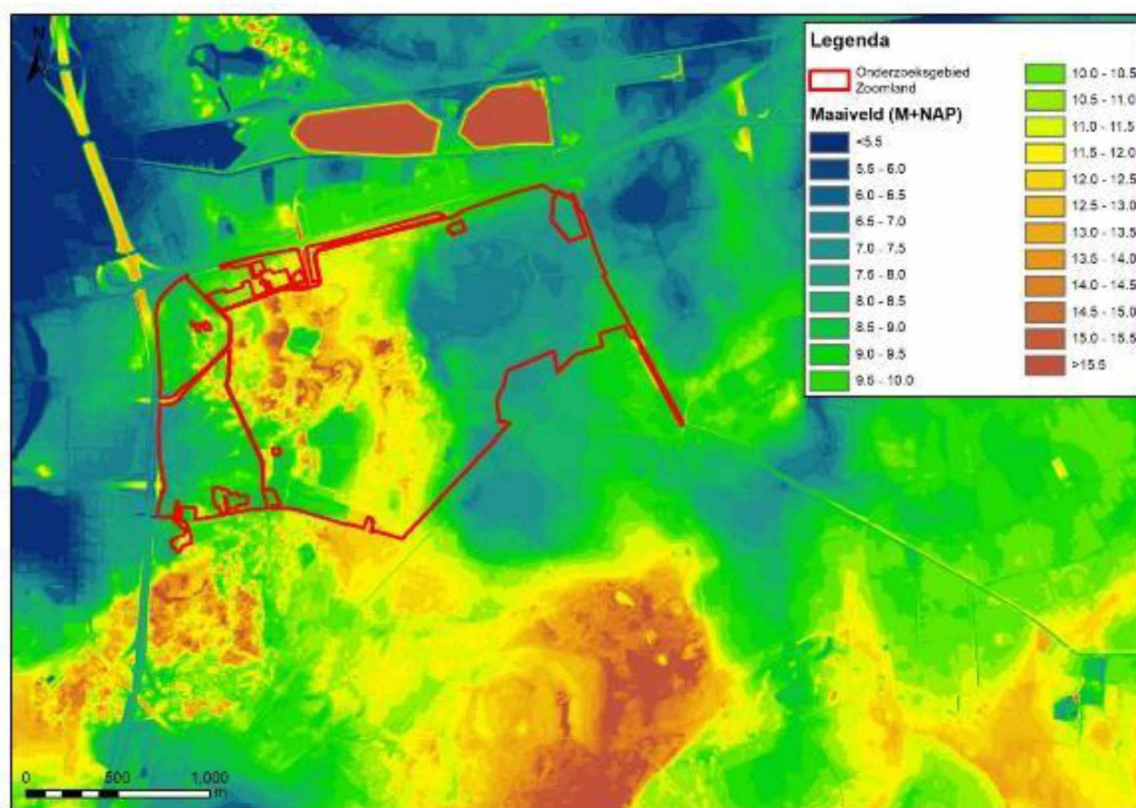 N
Legenda
Onderzoeksgebied
Zoomland
Maaiveld (M+NAP)
<5.5
5.5 - 6.0
6.0 - 6.5
6.5 - 7.0
7.0 - 7.5
7.5 - 8.0
8.0 - 8.5
8.5 - 9.0
9.0 - 9.5
9.5 - 10.0
10.0 - 10.5
10.5 - 11.0
11.0 - 11.5
11.5 - 12.0
12.0 - 12.5
12.5 - 13.0
13.0 - 13.5
13.5 - 14.0
14.0 - 14.5
14.5 - 15.0
15.0 - 15.5
>15.5
0 500 1,000
m